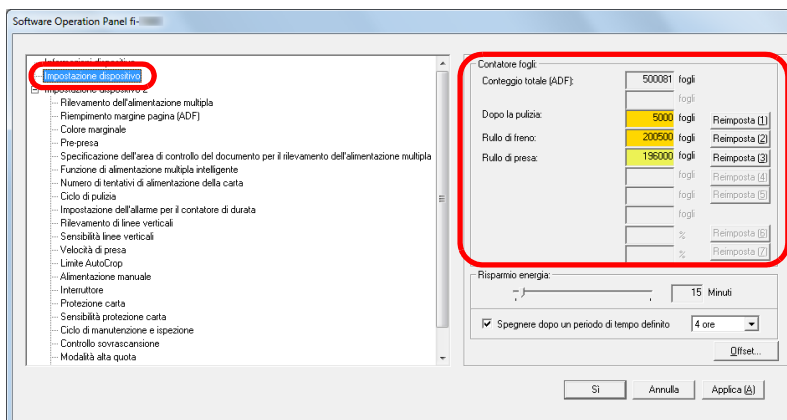 Software Operation Panel fi-
Informazioni dispositivo
Impostazione dispositivo
Impostazione dispositivo 2
Rilevamento dell'alimentazione multipla
Riempimento margine pagina (ADF)
Colore marginale
Pre-presa
Specificazione dell'area di controllo del documento per il rilevamento dell'alimentazione multipla
Funzione di alimentazione multipla intelligente
Numero di tentativi di alimentazione della carta
Ciclo di pulizia
Impostazione dell'allarme per il contatore di durata
Rilevamento di linee verticali
Sensibilità linee verticali
Velocità di presa
Limite AutoCrop
Alimentazione manuale
Interruttore
Protezione carta
Sensibilità protezione carta
Ciclo di manutenzione e ispezione
Controllo sovrascansione
Modalità alta quota
Contatore fogli:
Conteggio totale (ADF): 500081 fogli
fogli
Dopo la pulizia: 5000 fogli Reimposta (1)
Rullo di freno: 200500 fogli Reimposta (2)
Rullo di presa: 196000 fogli Reimposta (3)
fogli Reimposta (4)
fogli Reimposta (5)
fogli
% Reimposta (6)
% Reimposta (7)
Risparmio energia:
15 Minuti
Spegnere dopo un periodo di tempo definito 4 ore
Offset...
Sì Annulla Applica (A)